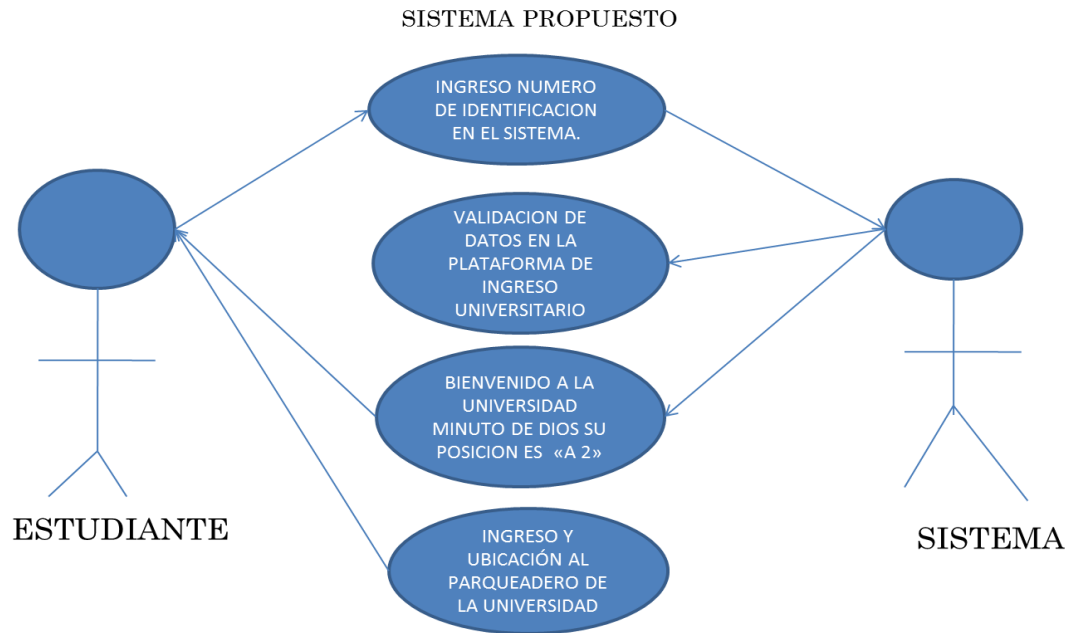 SISTEMA PROPUESTO
INGRESO NUMERO
DE IDENTIFICACION
EN EL SISTEMA.
VALIDACION DE
DATOS EN LA
PLATAFORMA DE
INGRESO
UNIVERSITARIO
BIENVENIDO A LA
UNIVERSIDAD
MINUTO DE DIOS SU
POSICION ES «A 2»
INGRESO Y
UBICACIÓN AL
PARQUEADERO DE
LA UNIVERSIDAD
ESTUDIANTE
SISTEMA